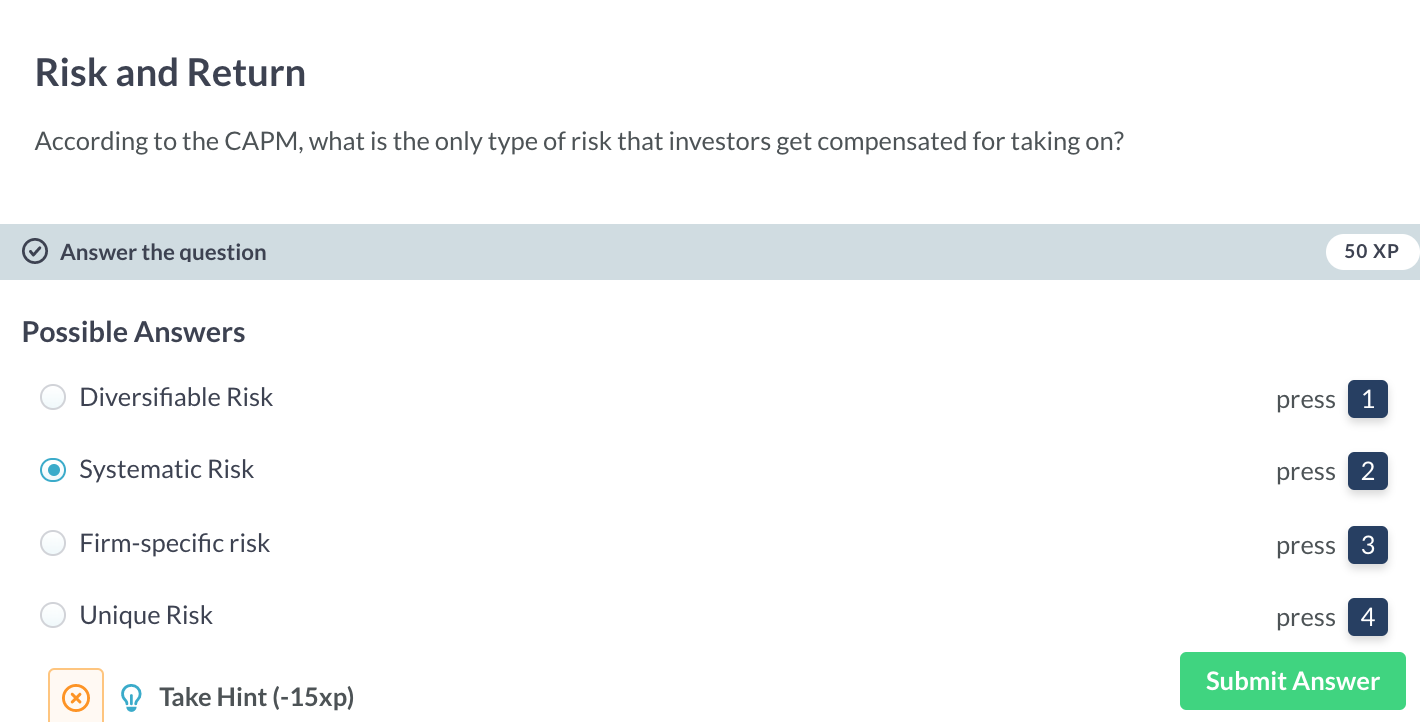 Risk and Return
According to the CAPM, what is the only type of risk that investors get compensated for taking on?
Answer the question
50 XP
Possible Answers
Diversifiable Risk press 1
Systematic Risk press 2
Firm-specific risk press 3
Unique Risk press 4
Take Hint (-15xp)
Submit Answer